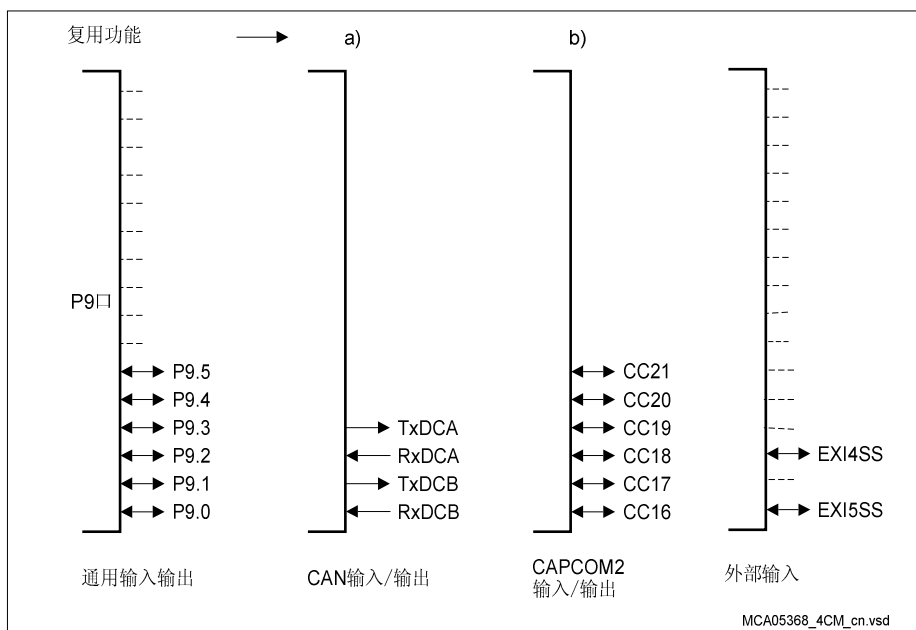 复用功能
a)
b)
P9口
P9.5
P9.4
P9.3
P9.2
P9.1
P9.0
通用输入输出
TxDCA
RxDCA
TxDCB
RxDCB
CAN输入/输出
CC21
CC20
CC19
CC18
CC17
CC16
CAPCOM2
输入/输出
EXI4SS
EXI5SS
外部输入
MCA05368_4CM_cn.vsd